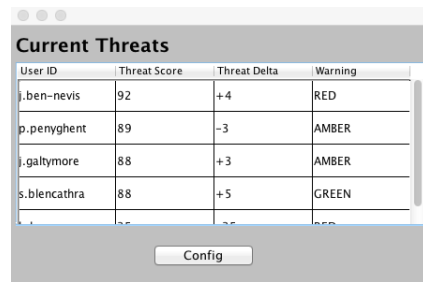 Current Threats
User ID Threat Score Threat Delta Warning
j.ben-nevis 92 +4 RED
p.penyghent 89 -3 AMBER
j.galtymore 88 +3 AMBER
s.blencathra 88 +5 GREEN
Config